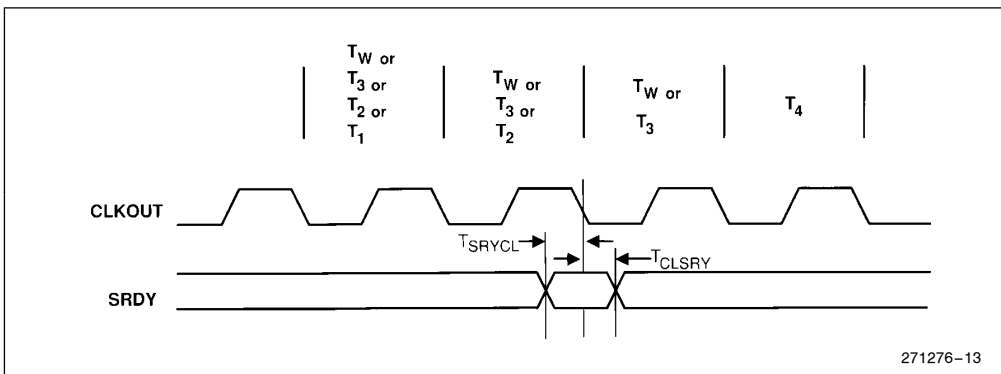 T_W or
T_3 or
T_2 or
T_1
T_W or
T_3 or
T_2
T_W or
T_3
T_4
CLKOUT
T_SRYCL
T_CLSRY
SRDY
271276–13